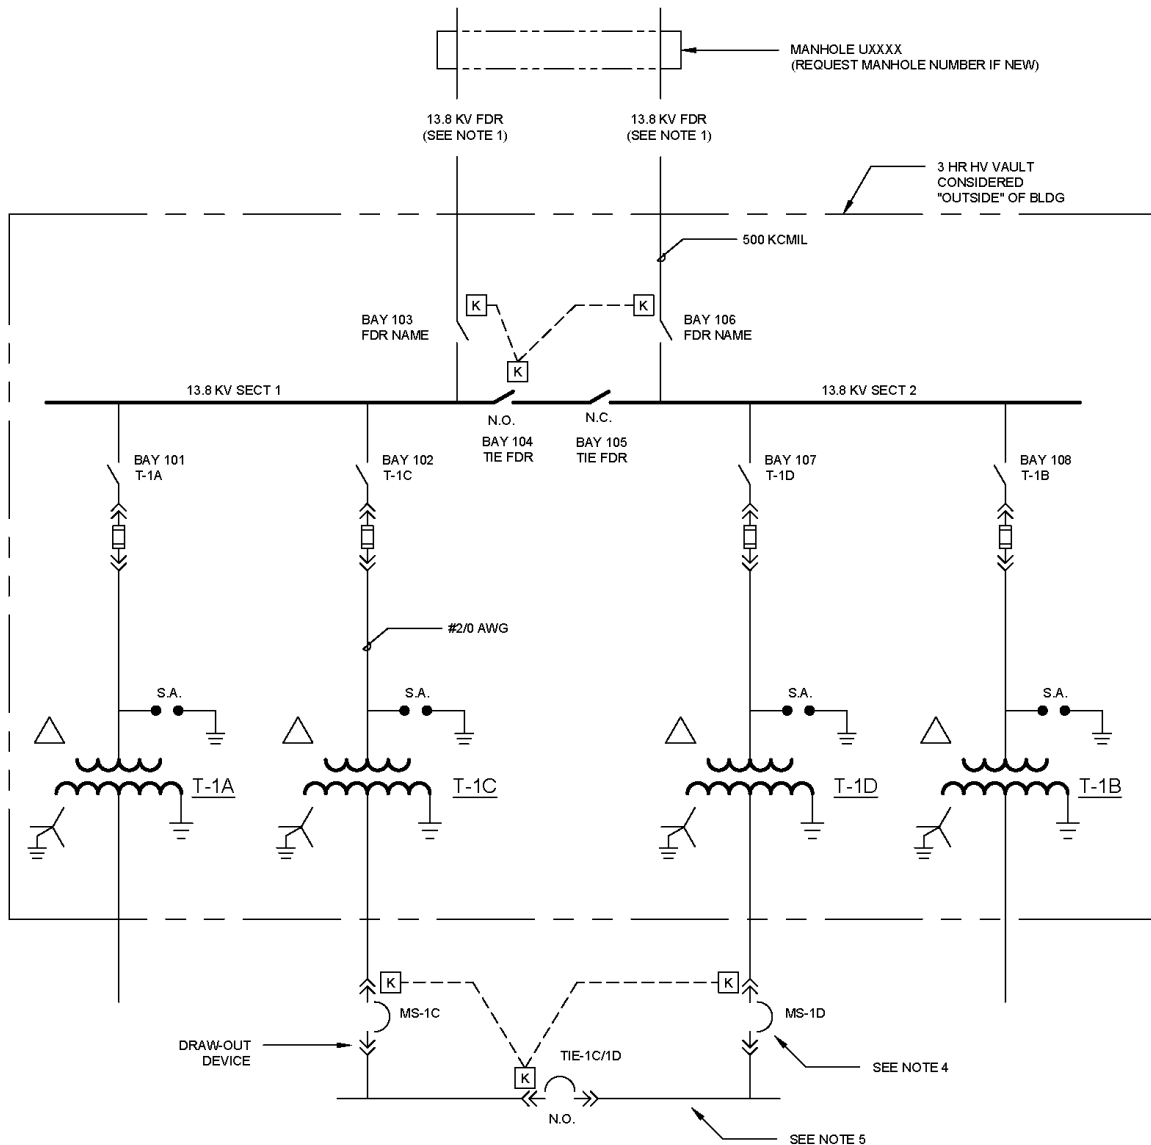 MANHOLE UXXXX
(REQUEST MANHOLE NUMBER IF NEW)
13.8 KV FDR
(SEE NOTE 1)
13.8 KV FDR
(SEE NOTE 1)
3 HR HV VAULT
CONSIDERED
"OUTSIDE" OF BLDG
500 KCMIL
K
K
BAY 103
FDR NAME
BAY 106
FDR NAME
K
13.8 KV SECT 1
13.8 KV SECT 2
N.O.
N.C.
BAY 104
TIE FDR
BAY 105
TIE FDR
BAY 101
T-1A
BAY 102
T-1C
BAY 107
T-1D
BAY 108
T-1B
#2/0 AWG
S.A.
S.A.
S.A.
S.A.
T-1A
T-1C
T-1D
T-1B
K
K
MS-1C
MS-1D
DRAW-OUT
DEVICE
TIE-1C/1D
SEE NOTE 4
K
N.O.
SEE NOTE 5